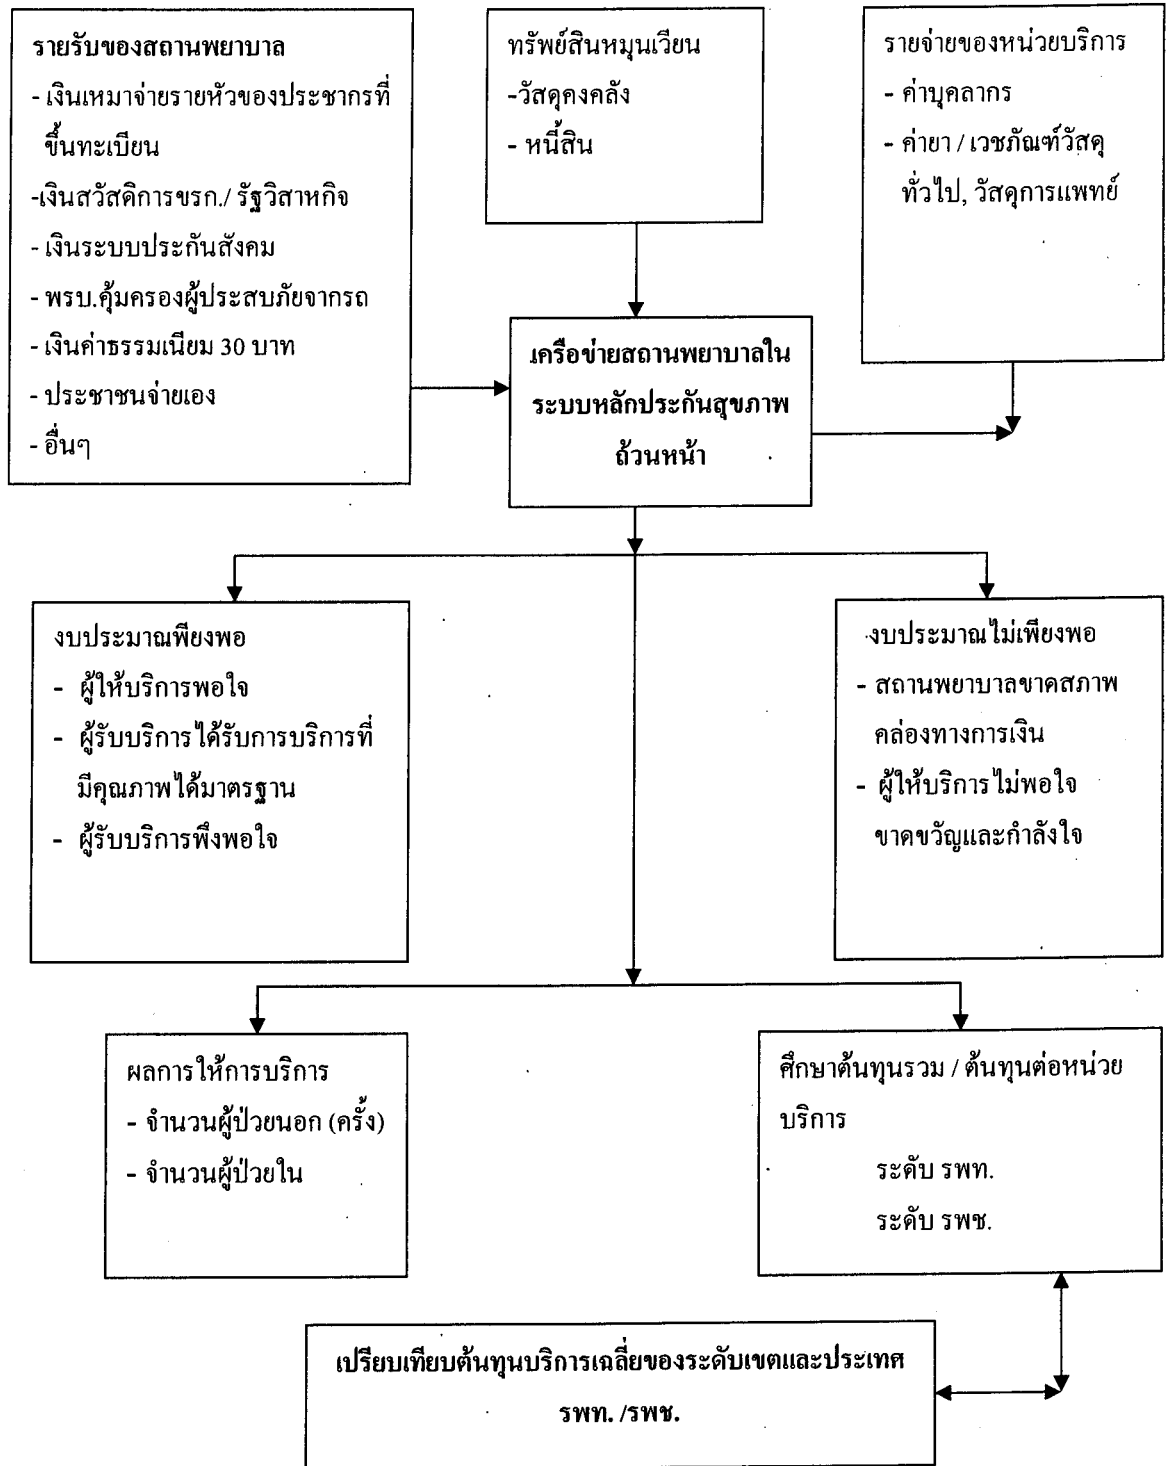 รายรับของสถานพยาบาล
- เงินเหมาจ่ายรายหัวของประชากรที่
ขึ้นทะเบียน
-เงินสวัสดิการขรก./ รัฐวิสาหกิจ
- เงินระบบประกันสังคม
- พรบ.คุ้มครองผู้ประสบภัยจากรถ
- เงินค่าธรรมเนียม 30 บาท
- ประชาชนจ่ายเอง
- อื่นๆ
ทรัพย์สินหมุนเวียน
-วัสดุคงคลัง
- หนี้สิน
รายจ่ายของหน่วยบริการ
- ค่าบุคลากร
- ค่ายา / เวชภัณฑ์วัสดุ
ทั่วไป, วัสดุการแพทย์
เครือข่ายสถานพยาบาลใน
ระบบหลักประกันสุขภาพ
ถ้วนหน้า
งบประมาณพียงพอ
- ผู้ให้บริการพอใจ
- ผู้รับบริการได้รับการบริการที่
มีคุณภาพได้มาตรฐาน
- ผู้รับบริการพึงพอใจ
งบประมาณไม่เพียงพอ
- สถานพยาบาลขาดสภาพ
คล่องทางการเงิน
- ผู้ให้บริการไม่พอใจ
ขาดขวัญและกำลังใจ
ผลการให้การบริการ
- จำนวนผู้ป่วยนอก (ครั้ง)
- จำนวนผู้ป่วยใน
ศึกษาต้นทุนรวม / ต้นทุนต่อหน่วย
บริการ
ระดับ รพท.
ระดับ รพช.
เปรียบเทียบต้นทุนบริการเฉลี่ยของระดับเขตและประเทศ
รพท. /รพช.